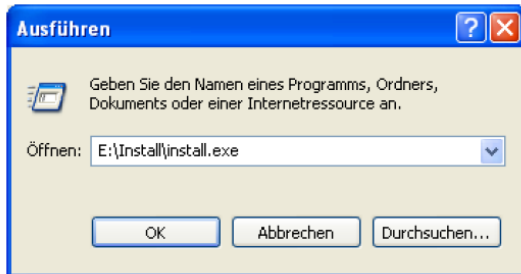 Ausführen
Geben Sie den Namen eines Programms, Ordners,
Dokuments oder einer Internetressource an.
Öffnen: E:\Install\install.exe
OK Abbrechen Durchsuchen...